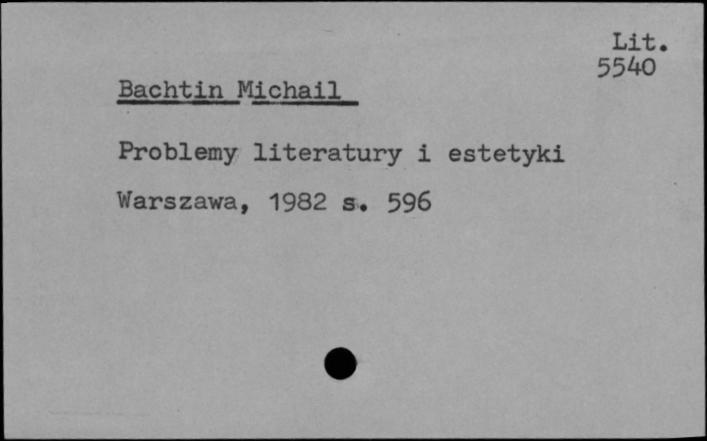 Lit.
5540
Bachtin Michail
Problemy literatury i estetyki
Warszawa, 1982 s. 596